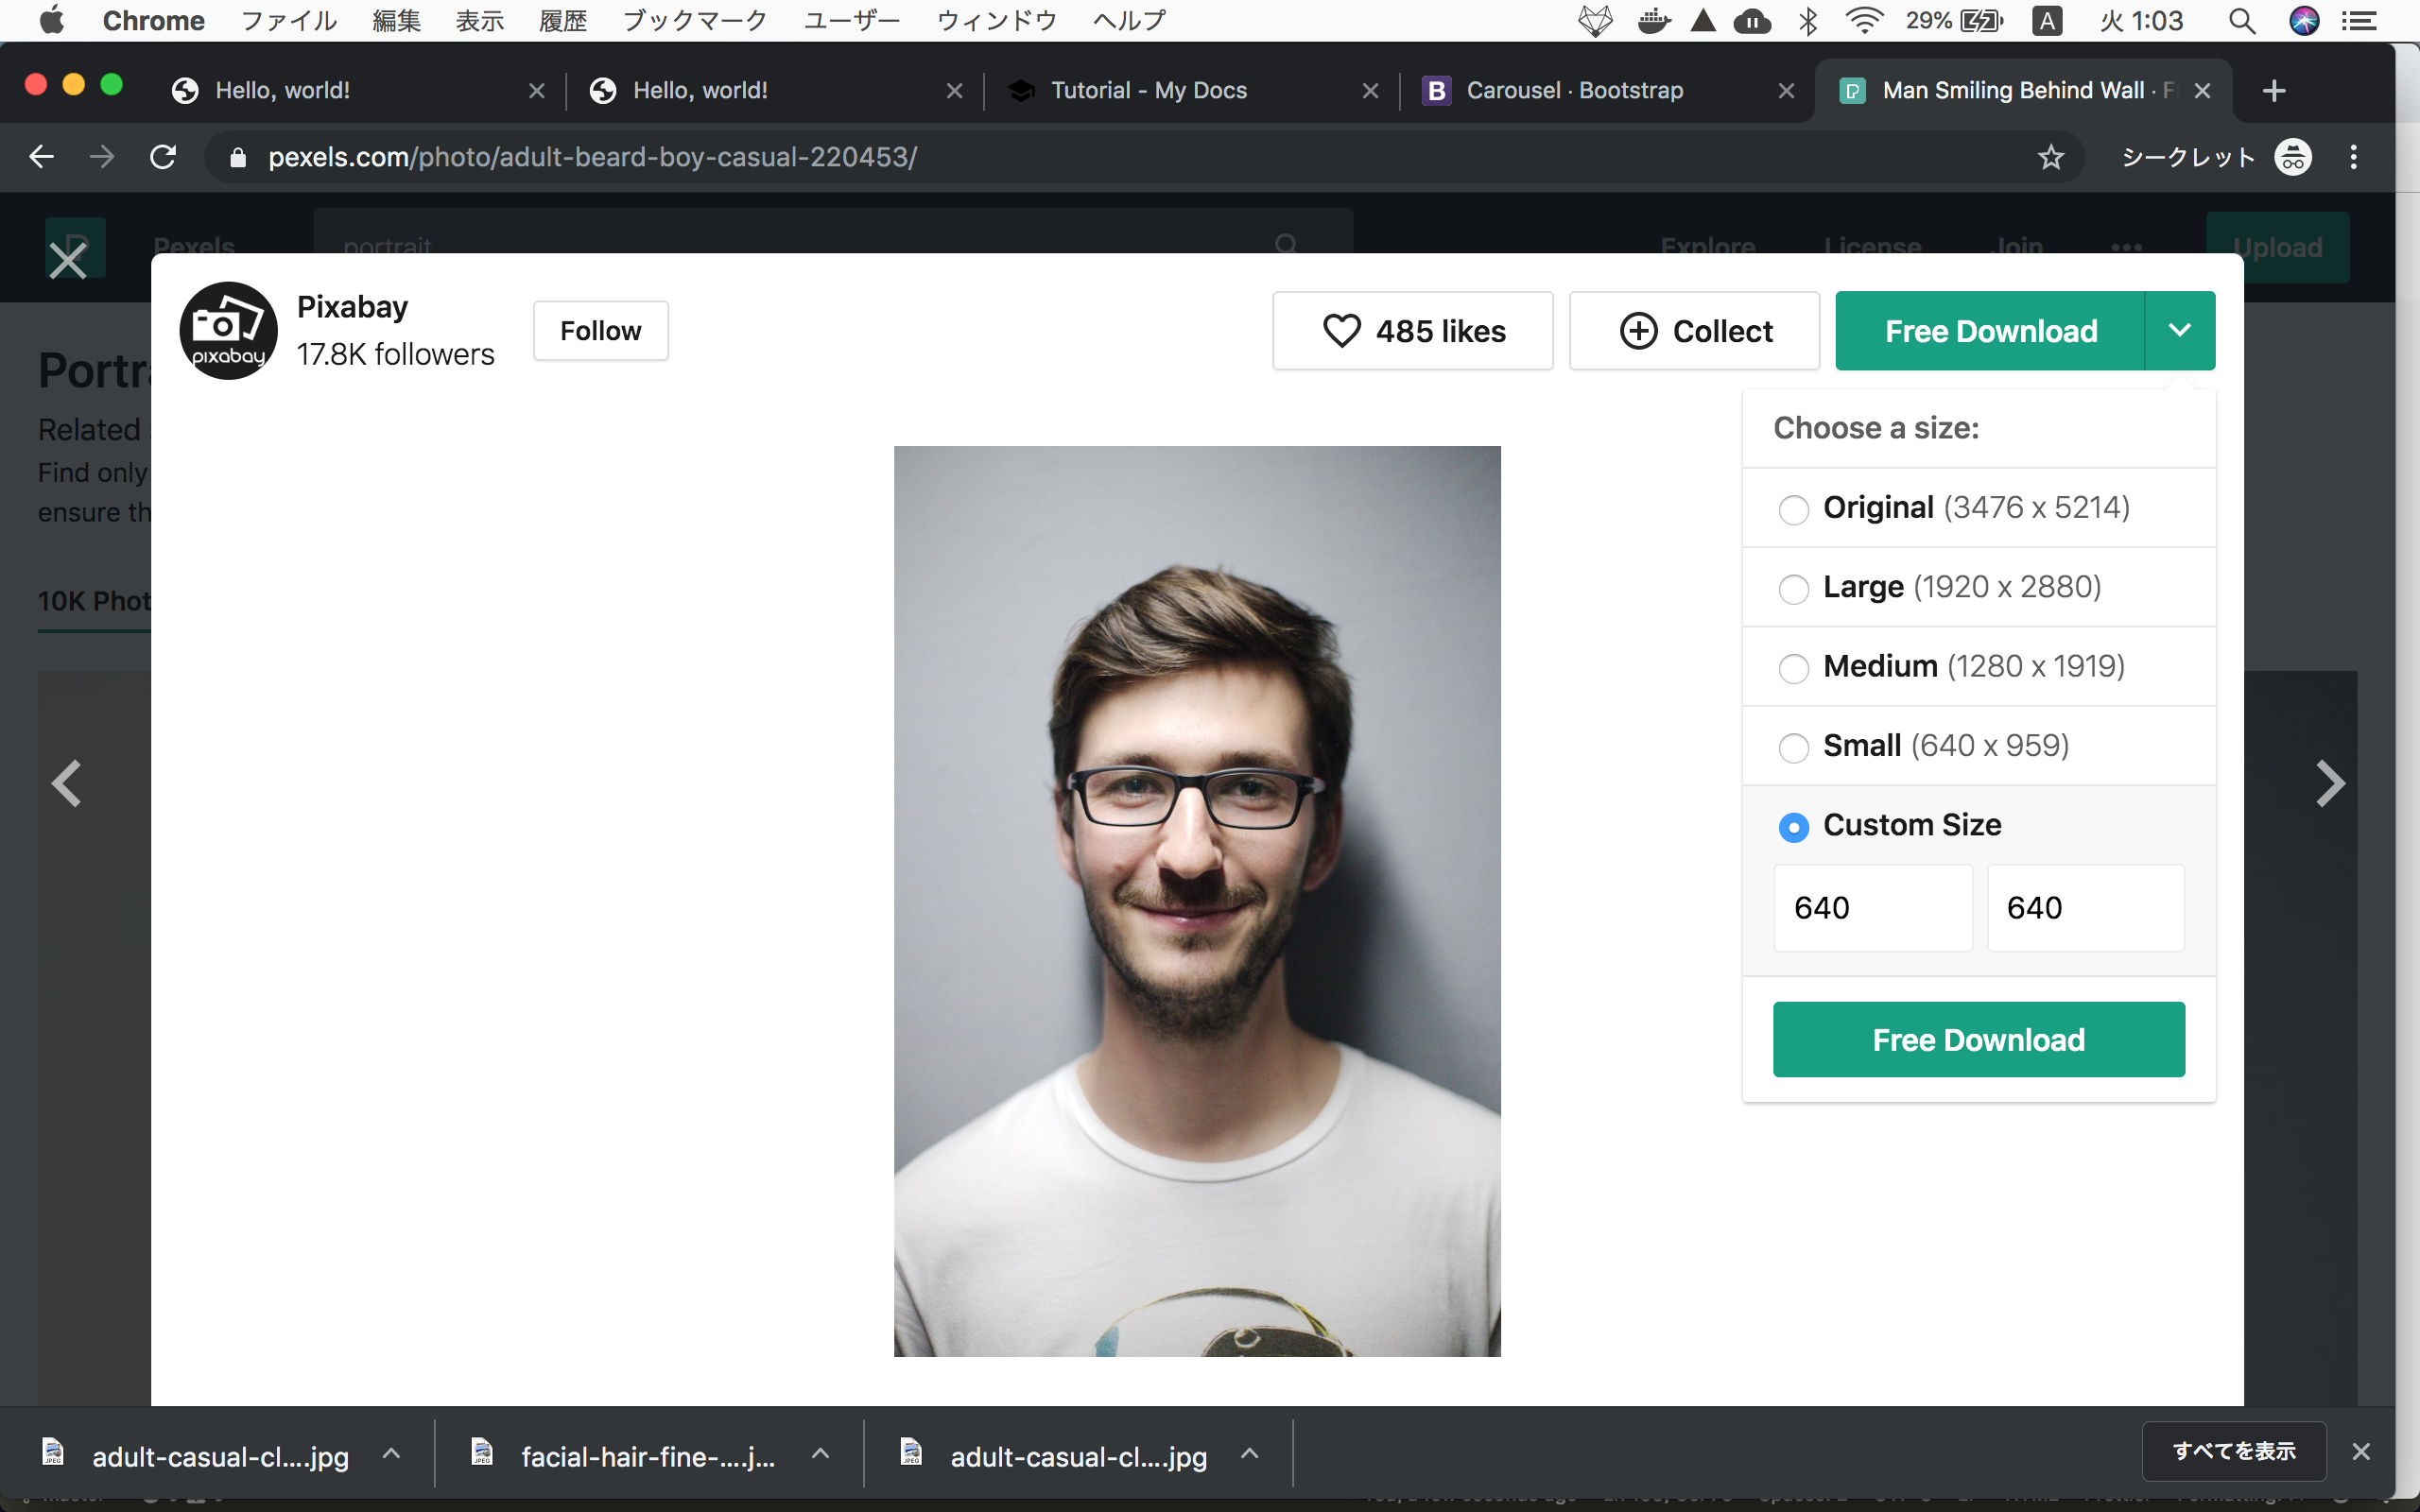 Chrome ファイル 編集 表示 履歴 ブックマーク ユーザー ウィンドウ ヘルプ 29% A 火 1:03
Hello, world! Hello, world! Tutorial - My Docs B Carousel · Bootstrap Man Smiling Behind Wall · F
pexels.com/photo/adult-beard-boy-casual-220453/ シークレット
Pexels portrait Explore License Join ••• Upload
Pixabay
17.8K followers
pixabay
Follow
485 likes
Collect
Free Download
Portra
Related
Find only
ensure th
10K Phot
Choose a size:
Original (3476 x 5214)
Large (1920 x 2880)
Medium (1280 x 1919)
Small (640 x 959)
Custom Size
640 640
Free Download
adult-casual-cl....jpg facial-hair-fine-....j... adult-casual-cl....jpg すべてを表示